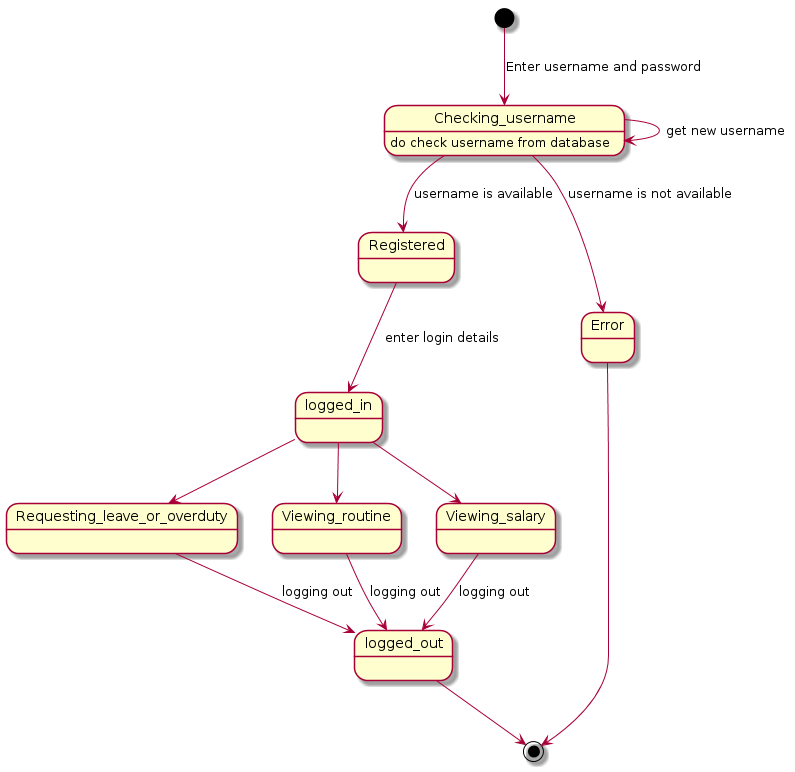 Enter username and password
Checking_username
do check username from database
get new username
username is available
username is not available
Registered
Error
enter login details
logged_in
Requesting_leave_or_overduty
Viewing_routine
Viewing_salary
logging out
logging out
logging out
logged_out